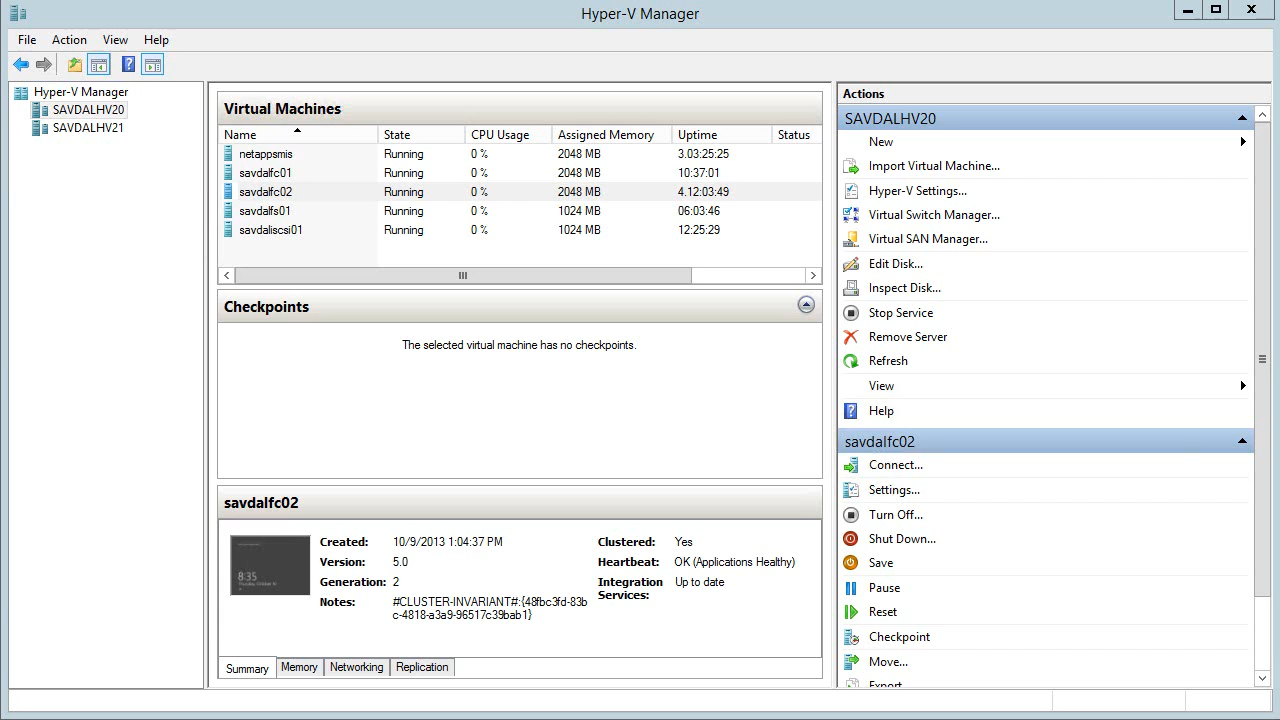 Hyper-V Manager
File Action View Help
Hyper-V Manager
SAVDALHV20
SAVDALHV21
Virtual Machines
Name State CPU Usage Assigned Memory Uptime Status
netappsmis Running 0 % 2048 MB 3.03:25:25
savdalfc01 Running 0 % 2048 MB 10:37:01
savdalfc02 Running 0 % 2048 MB 4.12:03:49
savdalfs01 Running 0 % 1024 MB 06:03:46
savdaliscsi01 Running 0 % 1024 MB 12:25:29
Checkpoints
The selected virtual machine has no checkpoints.
savdalfc02
8:35
Created: 10/9/2013 1:04:37 PM Clustered: Yes
Version: 5.0 Heartbeat: OK (Applications Healthy)
Generation: 2 Integration Services: Up to date
Notes: #CLUSTER-INVARIANT#:{48fbc3fd-83b
c-4818-a3a9-96517c39bab1}
Summary Memory Networking Replication
Actions
SAVDALHV20
New
Import Virtual Machine...
Hyper-V Settings...
Virtual Switch Manager...
Virtual SAN Manager...
Edit Disk...
Inspect Disk...
Stop Service
Remove Server
Refresh
View
Help
savdalfc02
Connect...
Settings...
Turn Off...
Shut Down...
Save
Pause
Reset
Checkpoint
Move...
Export...